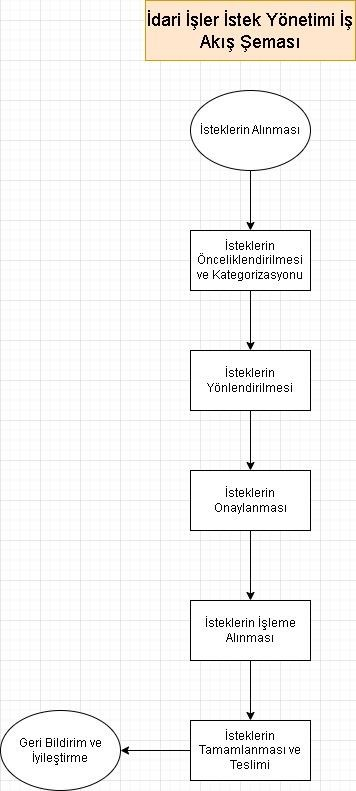 İdari İşler İstek Yönetimi İş
Akış Şeması
İsteklerin Alınması
İsteklerin
Önceliklendirilmesi
ve Kategorizasyonu
İsteklerin
Yönlendirilmesi
İsteklerin
Onaylanması
İsteklerin İşleme
Alınması
İsteklerin
Tamamlanması ve
Teslimi
Geri Bildirim ve
İyileştirme